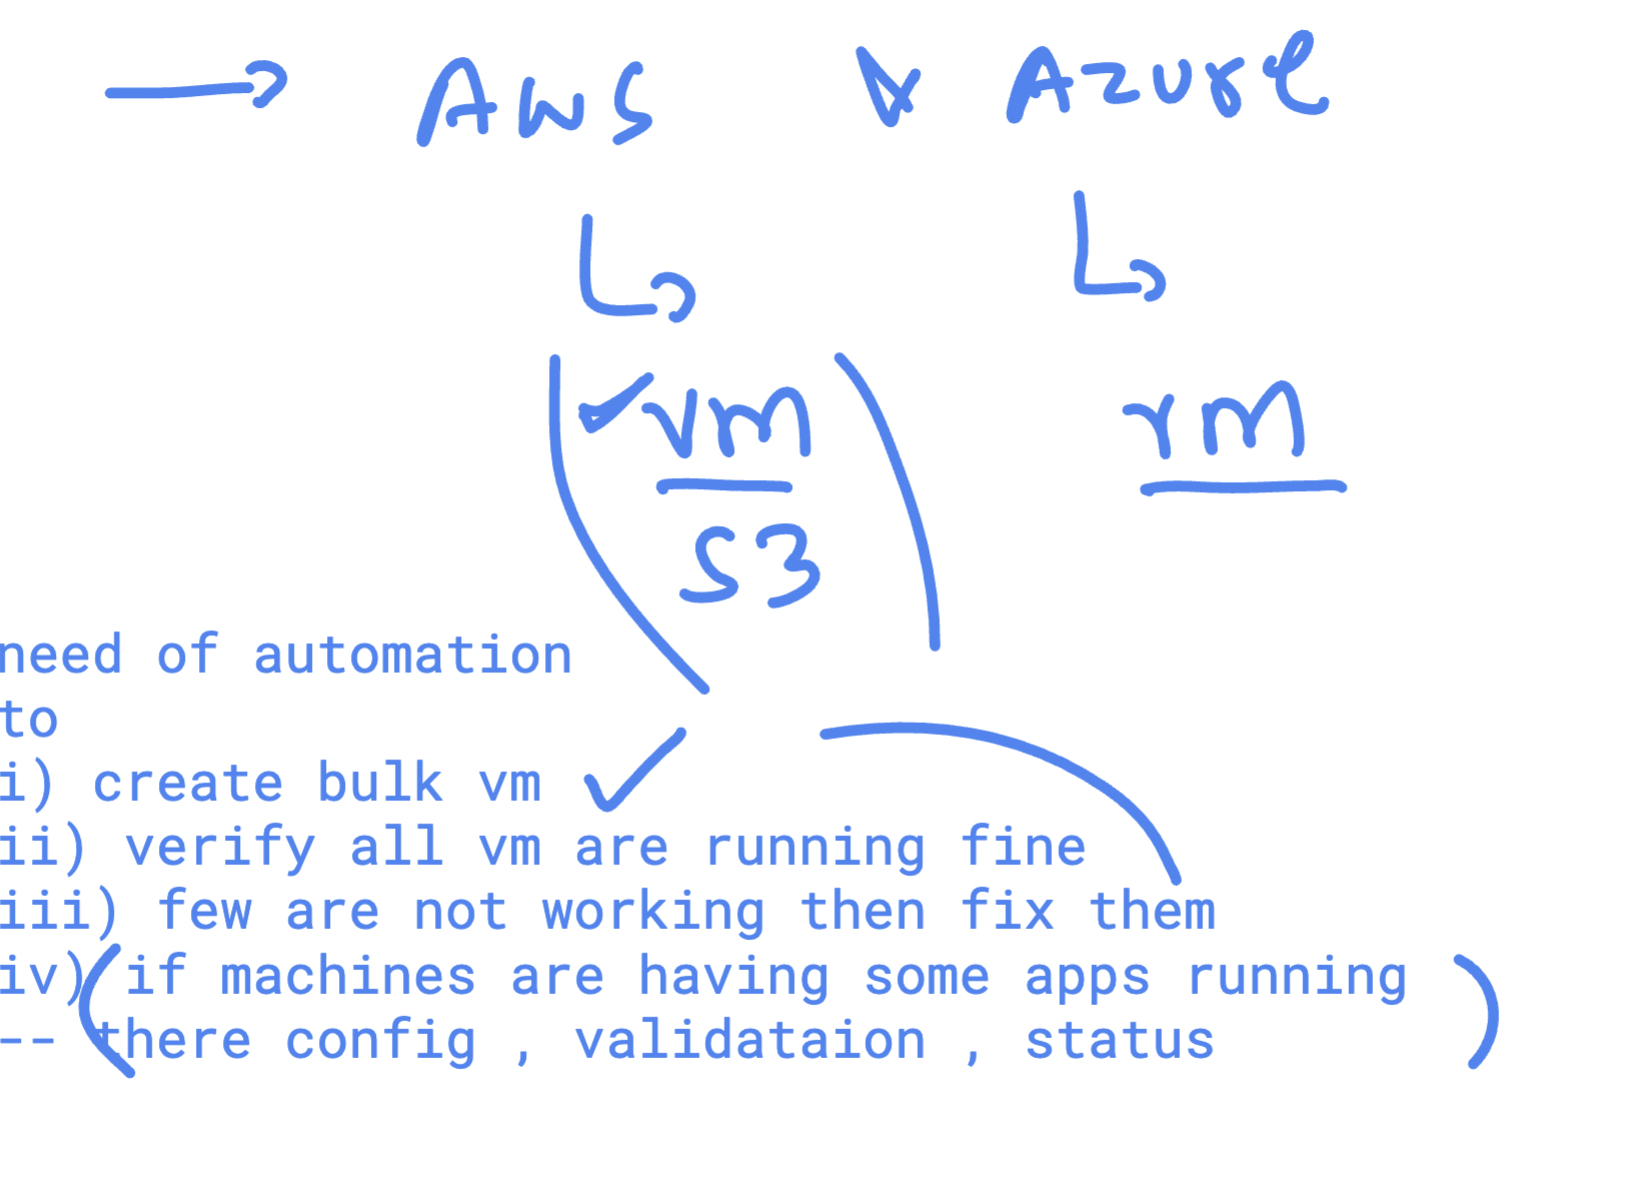 AWS & Azure
vm vm
S3
need of automation
to
i) create bulk vm
ii) verify all vm are running fine
iii) few are not working then fix them
iv) if machines are having some apps running
-- there config , validataion , status